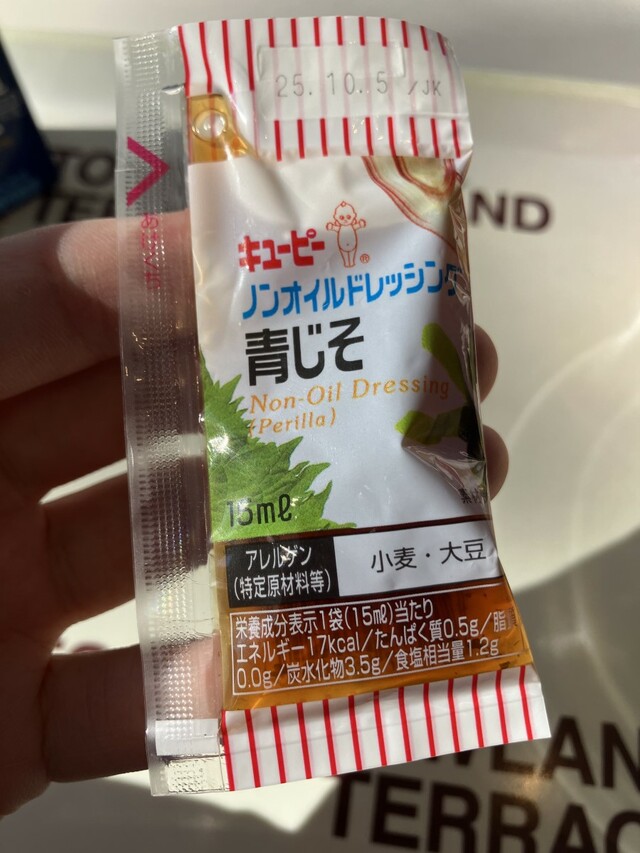 25.10.5 /JK
キユーピー
®
ノンオイルドレッシング
青じそ
Non-Oil Dressing
(Perilla)
15mℓ
アレルゲン
(特定原材料等)
小麦・大豆
栄養成分表示1袋(15mℓ)当たり
エネルギー17kcal/たんぱく質0.5g/脂質
0.0g/炭水化物3.5g/食塩相当量1.2g
TERRAC